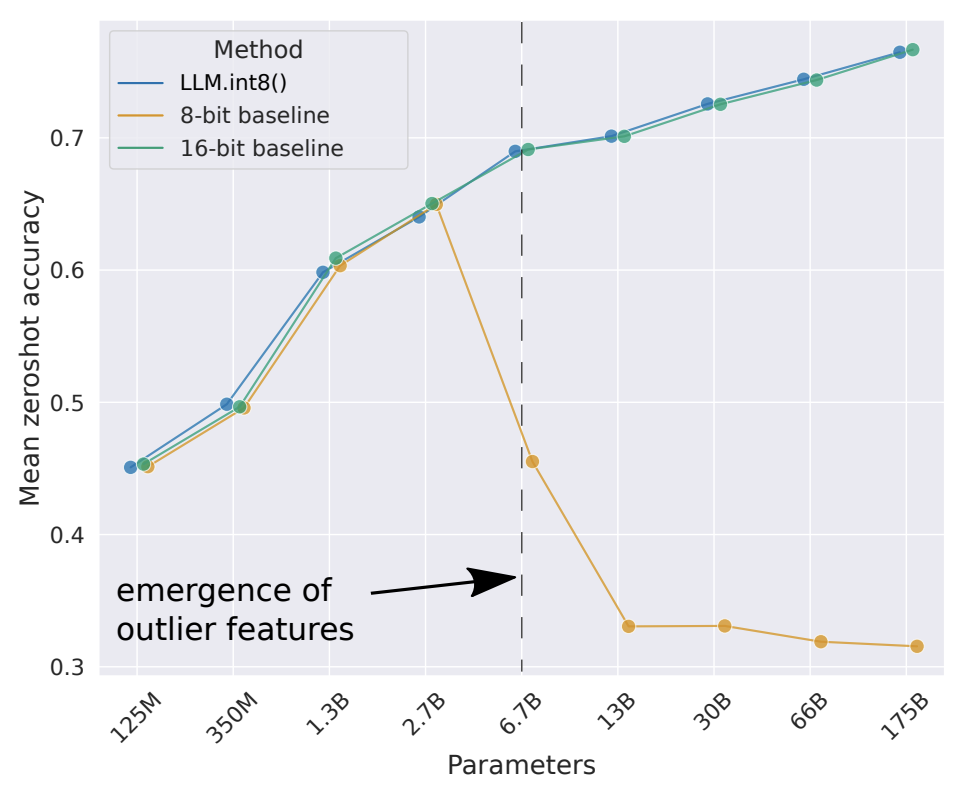 Method
LLM.int8()
8-bit baseline
16-bit baseline
Mean zeroshot accuracy
0.7
0.6
0.5
0.4
0.3
emergence of
outlier features
125M
350M
1.3B
2.7B
6.7B
13B
30B
66B
175B
Parameters